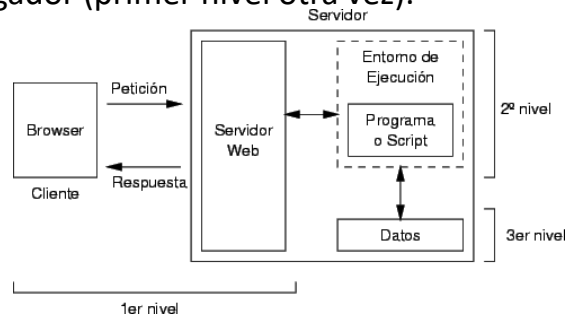 gador (primer nivel otra vez).
Servidor
Entorno de
Ejecución
Petición
2º nivel
Programa
o Script
Browser
Servidor
Web
Respuesta
Cliente
Datos
3er nivel
1er nivel